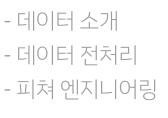 - 데이터 소개
- 데이터 전처리
- 피쳐 엔지니어링